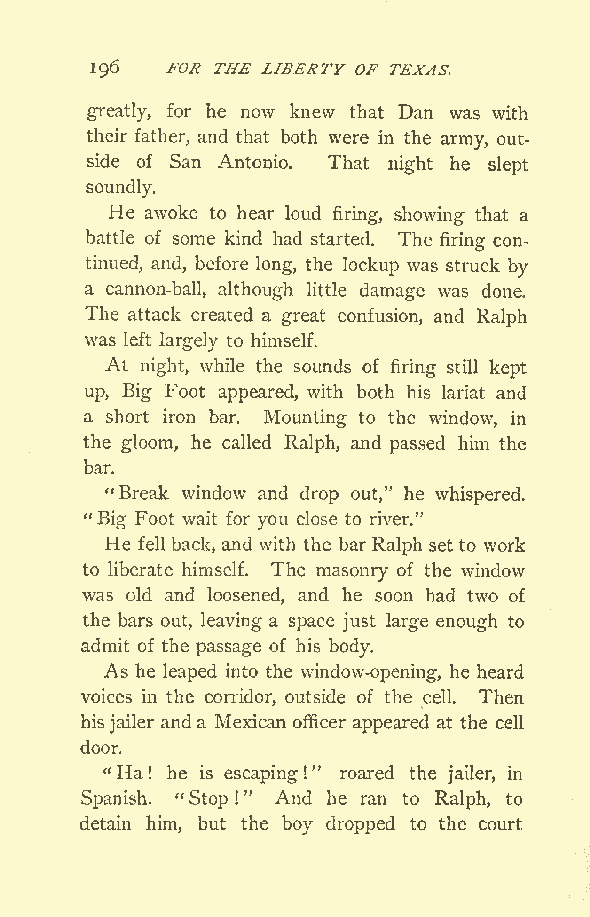 196 FOR THE LIBERTY OF TEXAS.
greatly, for he now knew that Dan was with
their father, and that both were in the army, out-
side of San Antonio. That night he slept
soundly.
He awoke to hear loud firing, showing that a
battle of some kind had started. The firing con-
tinued, and, before long, the lockup was struck by
a cannon-ball, although little damage was done.
The attack created a great confusion, and Ralph
was left largely to himself.
At night, while the sounds of firing still kept
up, Big Foot appeared, with both his lariat and
a short iron bar. Mounting to the window, in
the gloom, he called Ralph, and passed him the
bar.
"Break window and drop out," he whispered.
"Big Foot wait for you close to river."
He fell back, and with the bar Ralph set to work
to liberate himself. The masonry of the window
was old and loosened, and he soon had two of
the bars out, leaving a space just large enough to
admit of the passage of his body.
As he leaped into the window-opening, he heard
voices in the corridor, outside of the cell. Then
his jailer and a Mexican officer appeared at the cell
door.
"Ha! he is escaping!" roared the jailer, in
Spanish. "Stop!" And he ran to Ralph, to
detain him, but the boy dropped to the court